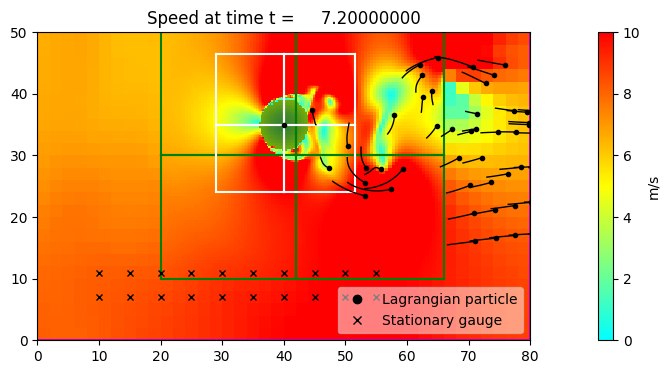 Speed at time t =     7.20000000
50
40
30
20
10
0
0 10 20 30 40 50 60 70 80
Lagrangian particle
Stationary gauge
10
8
6
4
2
0
m/s